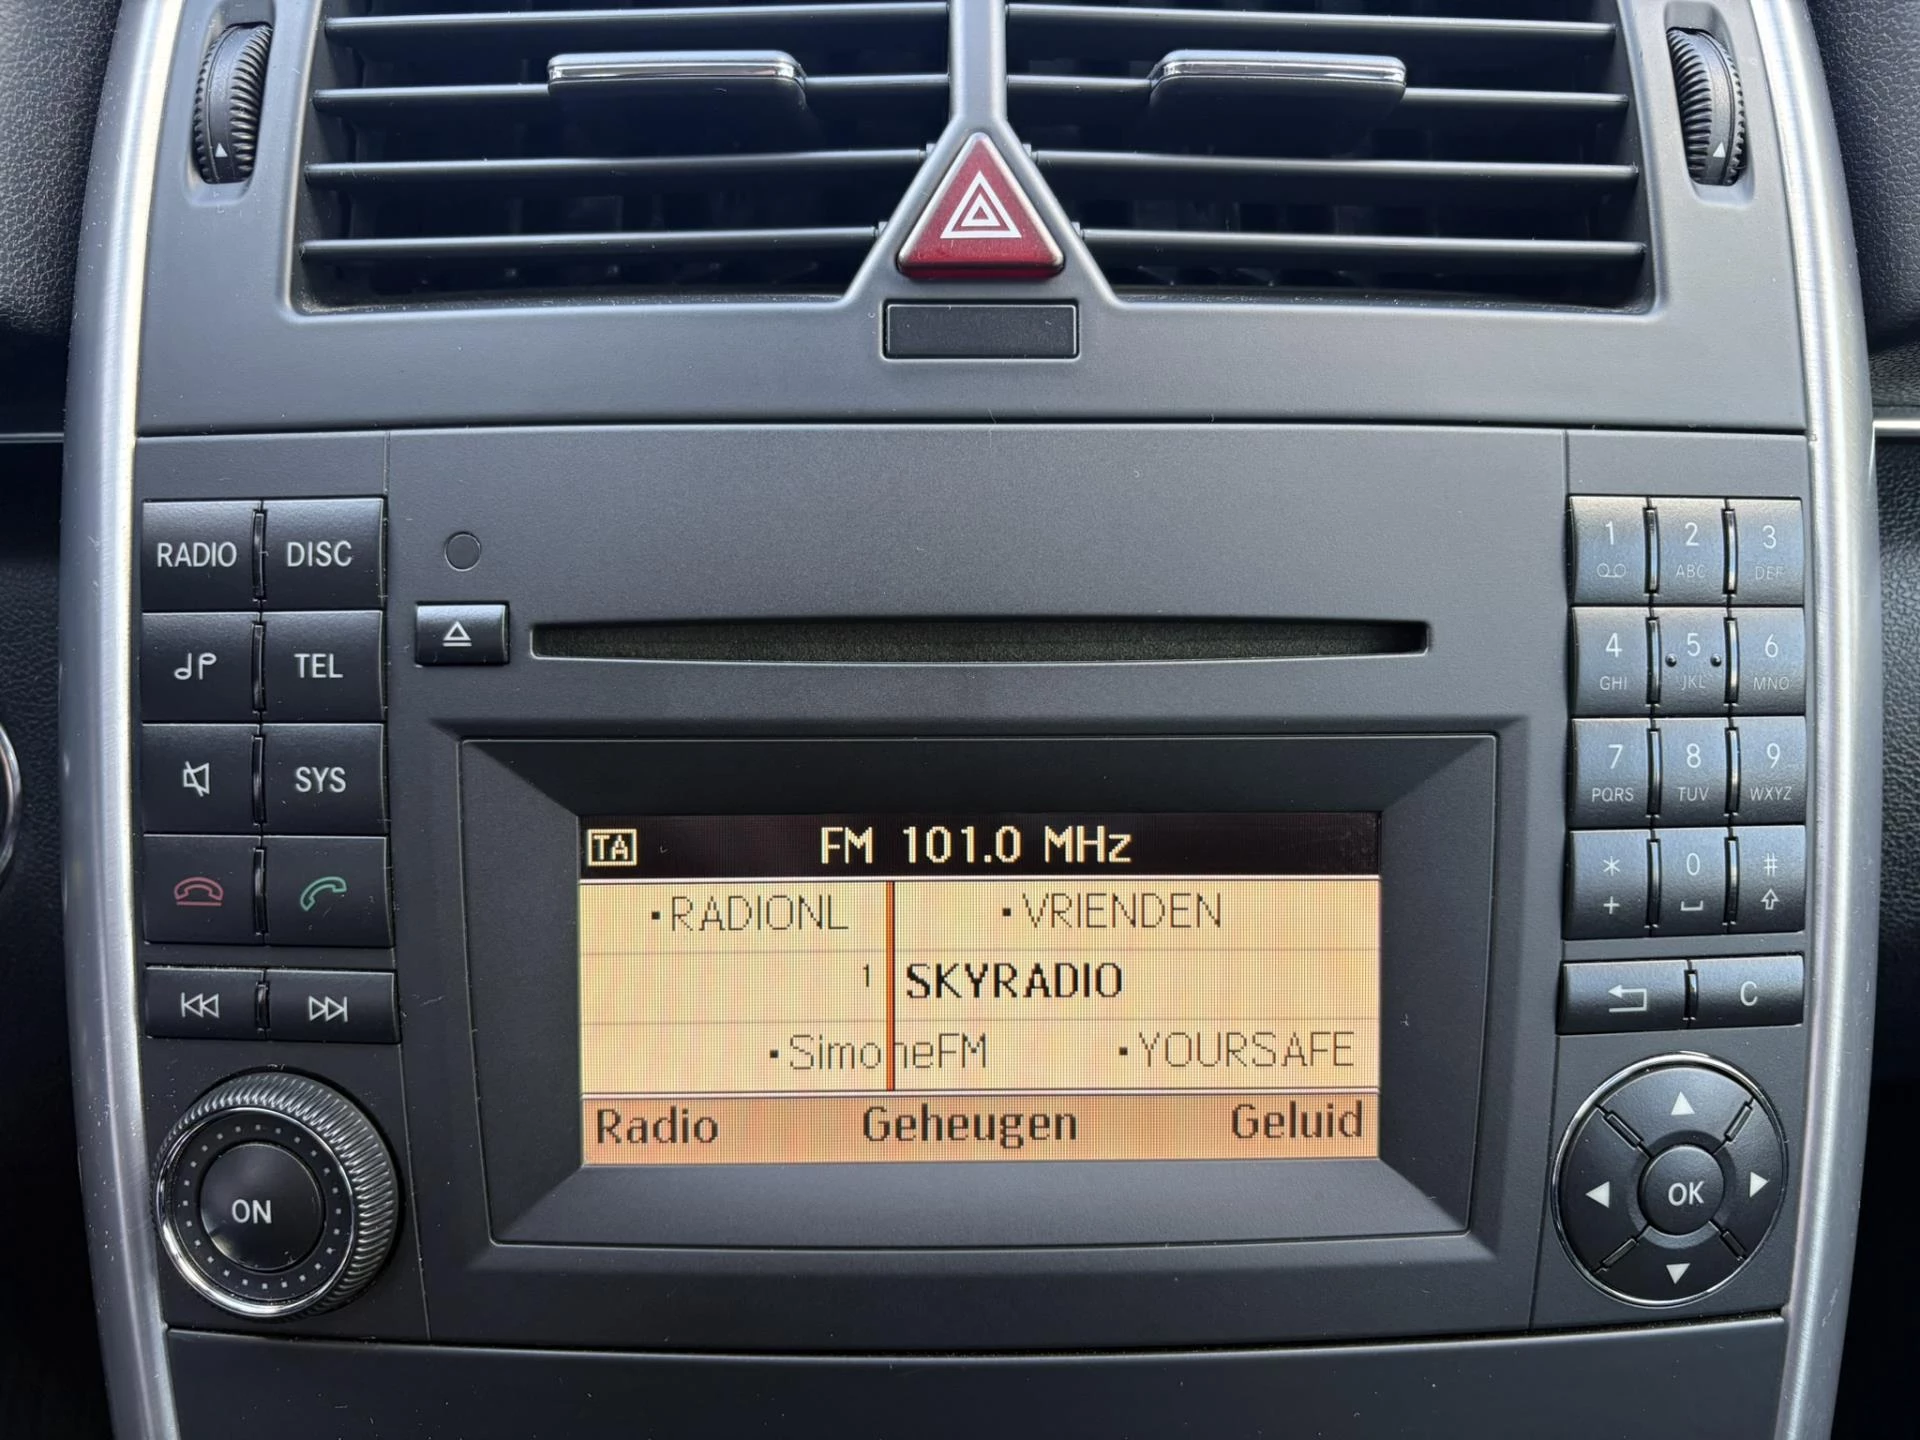 RADIO DISC
TEL
SYS
ON
TA FM 101.0 MHz
▪RADIONL ▪VRIENDEN
1 SKYRADIO
▪SimoneFM ▪YOURSAFE
Radio Geheugen Geluid
1 2 3
ABC DEF
4 5 6
GHI JKL MNO
7 8 9
PQRS TUV WXYZ
* 0 #
+
C
OK